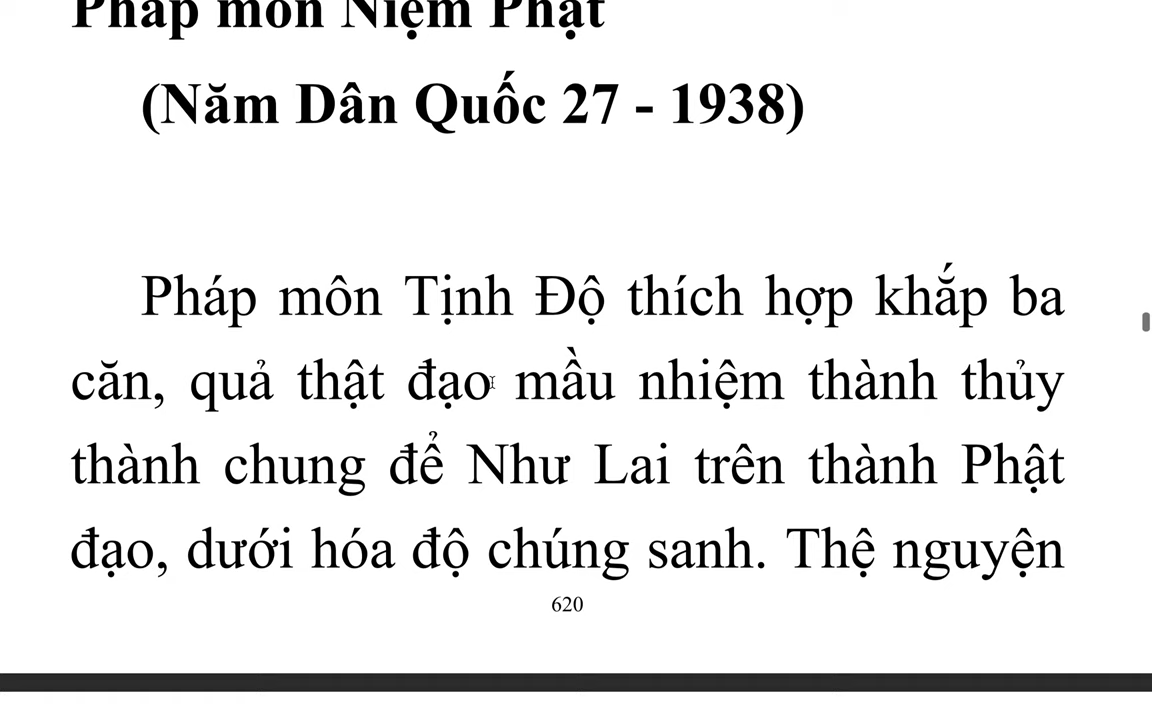 Pháp môn Niệm Phật
(Năm Dân Quốc 27 - 1938)
Pháp môn Tịnh Độ thích hợp khắp ba
căn, quả thật đạo mầu nhiệm thành thủy
thành chung để Như Lai trên thành Phật
đạo, dưới hóa độ chúng sanh. Thệ nguyện
620